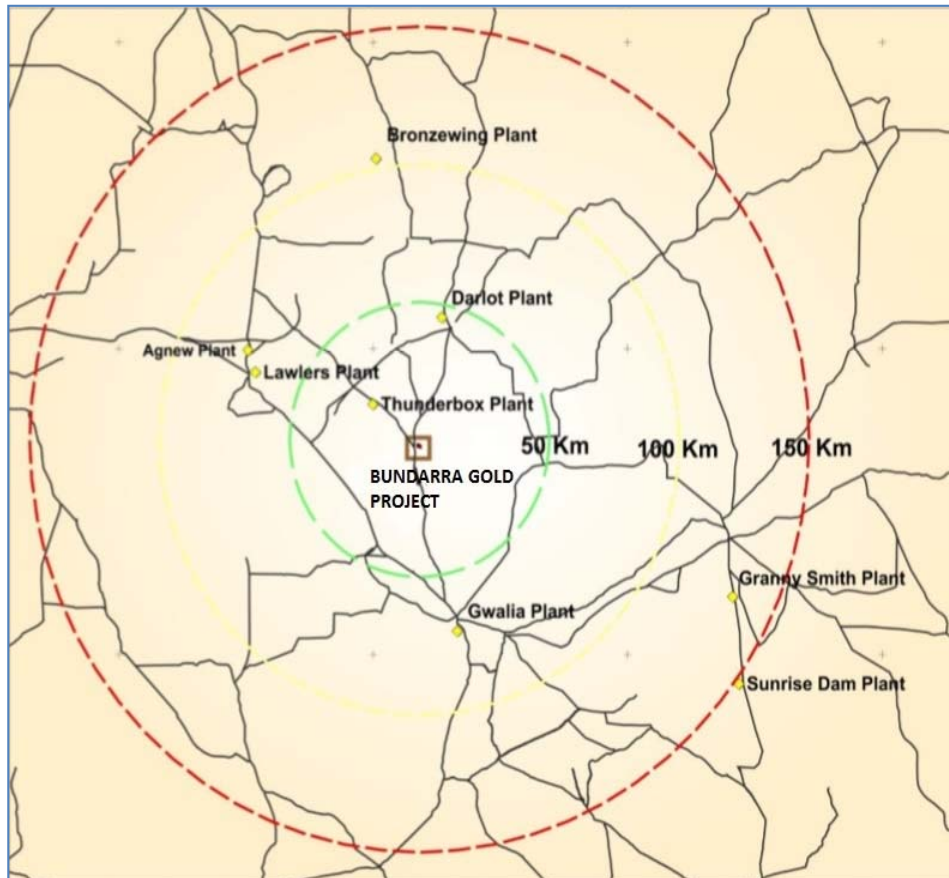 Bronzewing Plant
Darlot Plant
Agnew Plant
Lawlers Plant
Thunderbox Plant
50 Km
100 Km
150 Km
BUNDARRA GOLD
PROJECT
Granny Smith Plant
Gwalia Plant
Sunrise Dam Plant